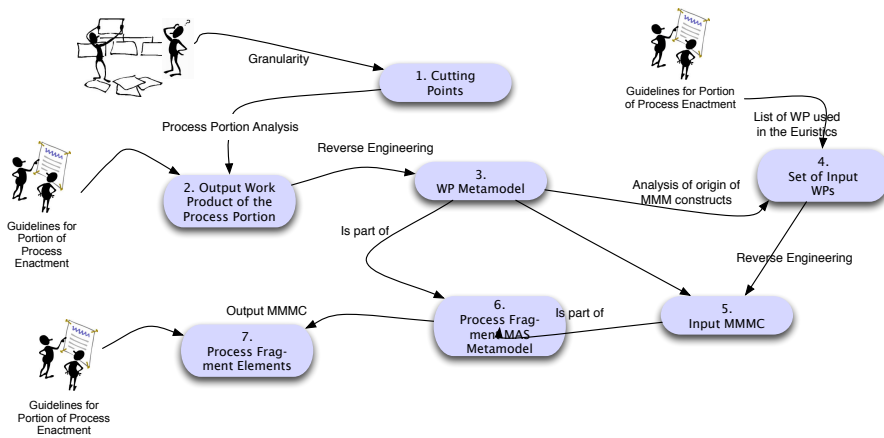 Granularity
1. Cutting
Points
Guidelines for Portion
of Process Enactment
List of WP used
in the Euristics
Process Portion Analysis
Reverse Engineering
2. Output Work
Product of the
Process Portion
3.
WP Metamodel
4.
Set of Input
WPs
Analysis of origin of
MMM constructs
Guidelines for
Portion of
Process
Enactment
Is part of
Reverse Engineering
Output MMMC
6.
Process Frag-
ment MAS
Metamodel
Is part of
5.
Input MMMC
7.
Process Frag-
ment Elements
Guidelines for
Portion of Process
Enactment